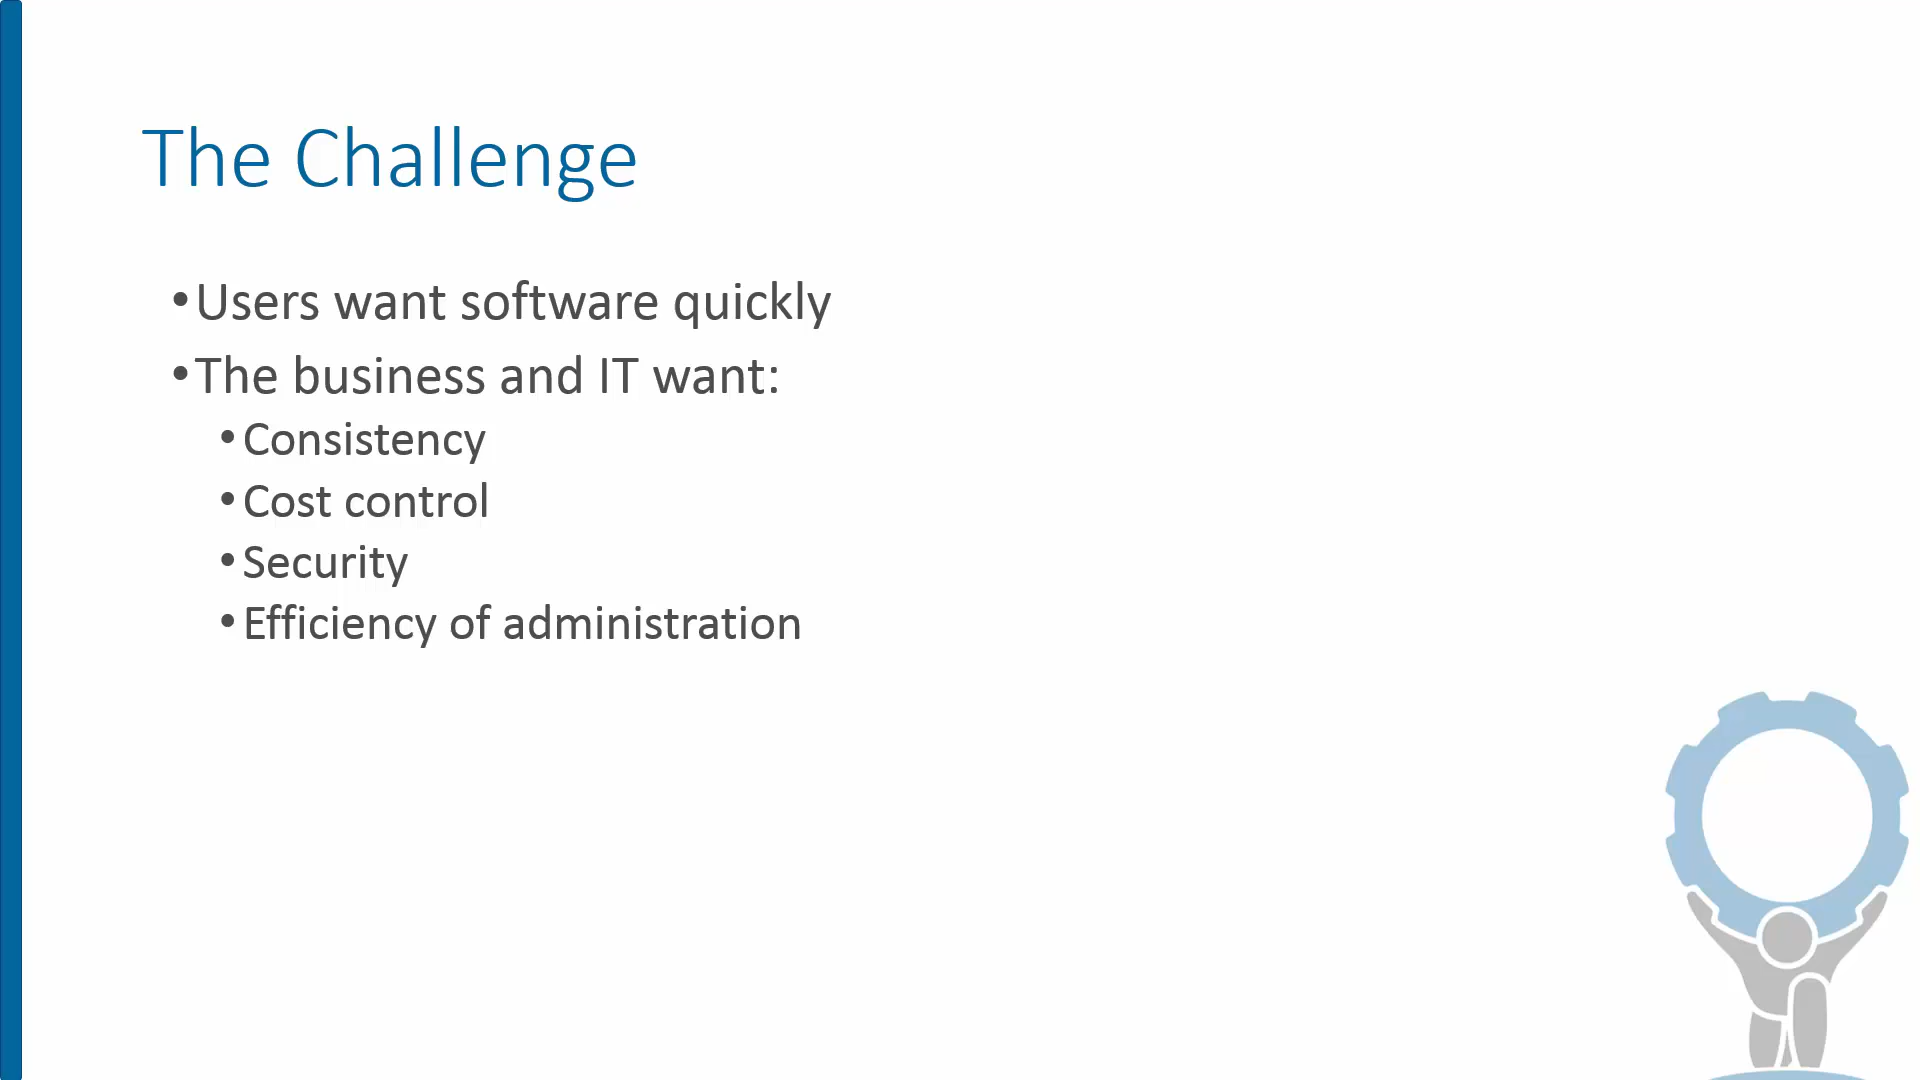 The Challenge
•Users want software quickly
•The business and IT want:
•Consistency
•Cost control
•Security
•Efficiency of administration